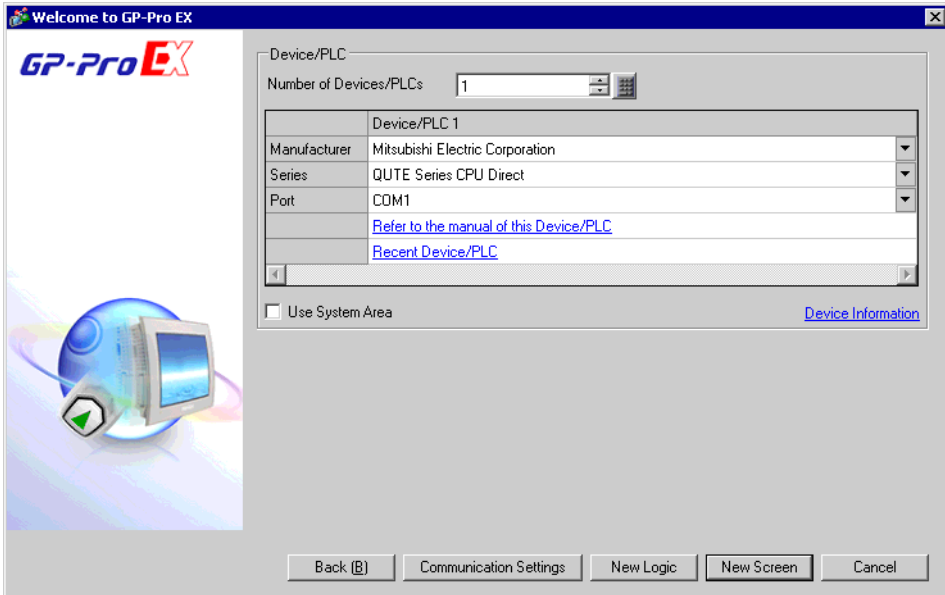 Welcome to GP-Pro EX
GP-Pro EX
Device/PLC
Number of Devices/PLCs 1
Device/PLC 1
Manufacturer Mitsubishi Electric Corporation
Series QUTE Series CPU Direct
Port COM1
Refer to the manual of this Device/PLC
Recent Device/PLC
Use System Area Device Information
Back (B) Communication Settings New Logic New Screen Cancel